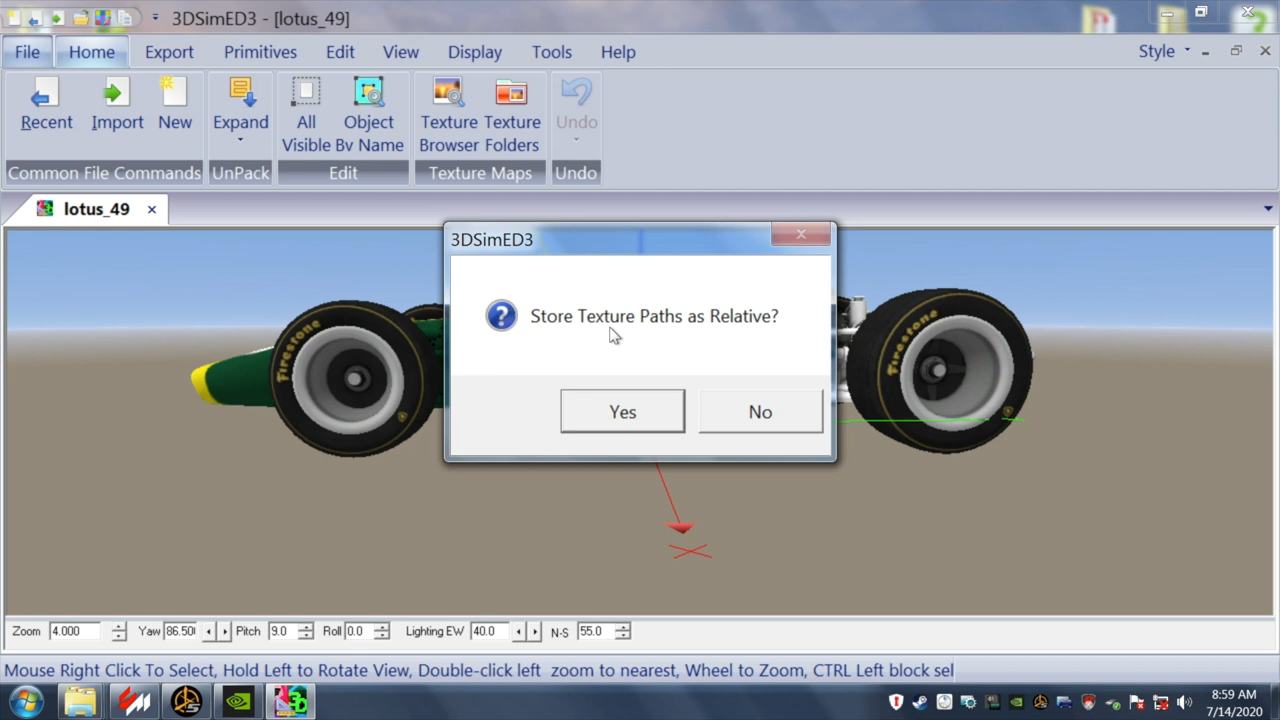 3DSimED3 - [lotus_49]
File Home Export Primitives Edit View Display Tools Help Style
Recent Import New Expand All Object Texture Texture Undo
Visible By Name Browser Folders
Common File Commands UnPack Edit Texture Maps Undo
lotus_49
3DSimED3
Store Texture Paths as Relative?
Firestone
Firestone
Yes No
Zoom 4.000 Yaw 86.50 Pitch 9.0 Roll 0.0 Lighting EW 40.0 N-S 55.0
Mouse Right Click To Select, Hold Left to Rotate View, Double-click left zoom to nearest, Wheel to Zoom, CTRL Left block sel
8:59 AM
7/14/2020